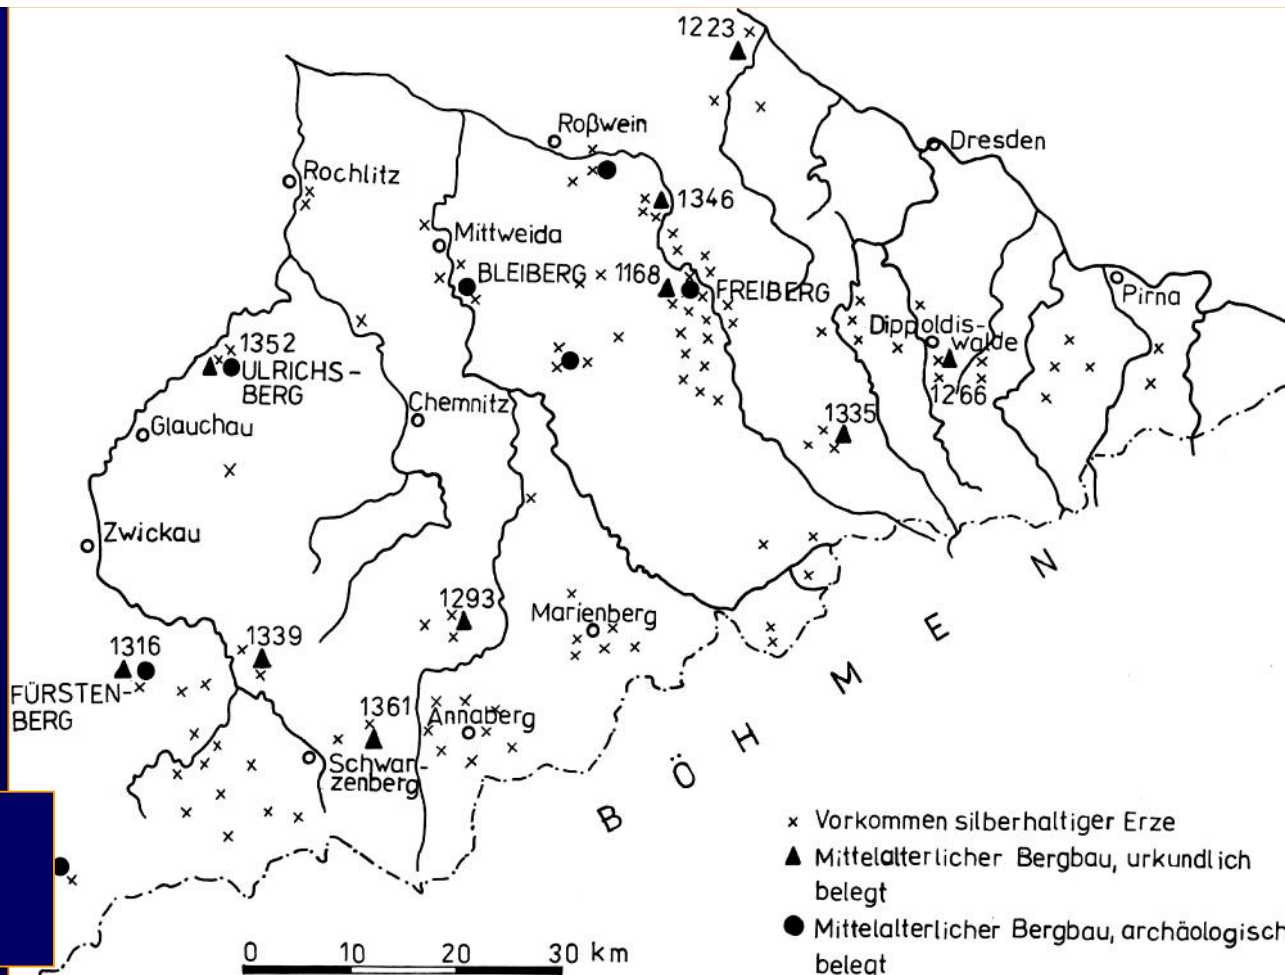 1223
Roßwein
Dresden
Rochlitz
1346
Mittweida
BLEIBERG
1168
FREIBERG
Pirna
Dippoldis-
walde
1352
ULRICHS-
BERG
1266
Chemnitz
1335
Glauchau
Zwickau
1293
Marienberg
1339
1316
FÜRSTEN-
BERG
1361
Annaberg
Schwar-
zenberg
BÖHMEN
x Vorkommen silberhaltiger Erze
▲ Mittelalterlicher Bergbau, urkundlich
belegt
● Mittelalterlicher Bergbau, archäologisch
belegt
0 10 20 30 km